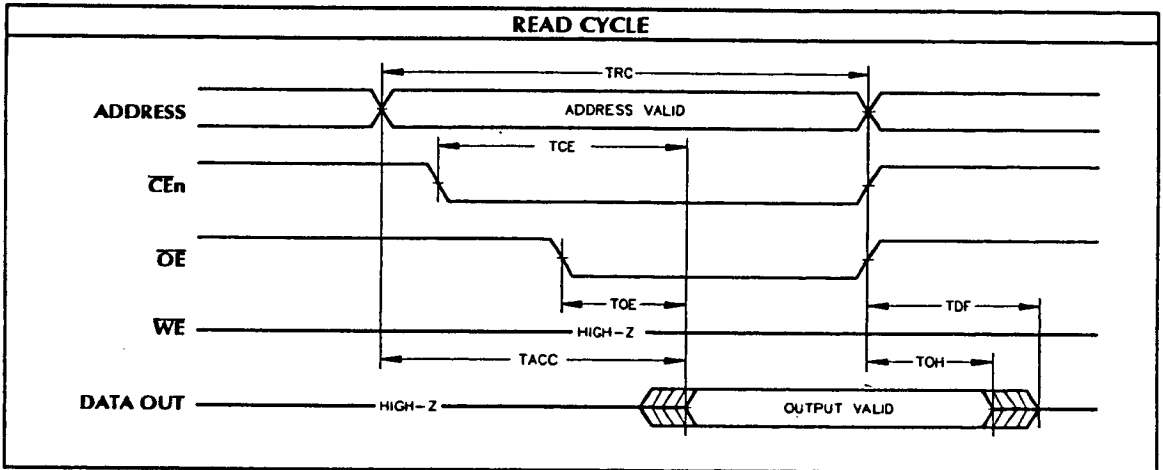 READ CYCLE
TRC
ADDRESS
ADDRESS VALID
TCE
CEn
OE
TOE
TDF
WE
HIGH-Z
TACC
TOH
DATA OUT
HIGH-Z
OUTPUT VALID